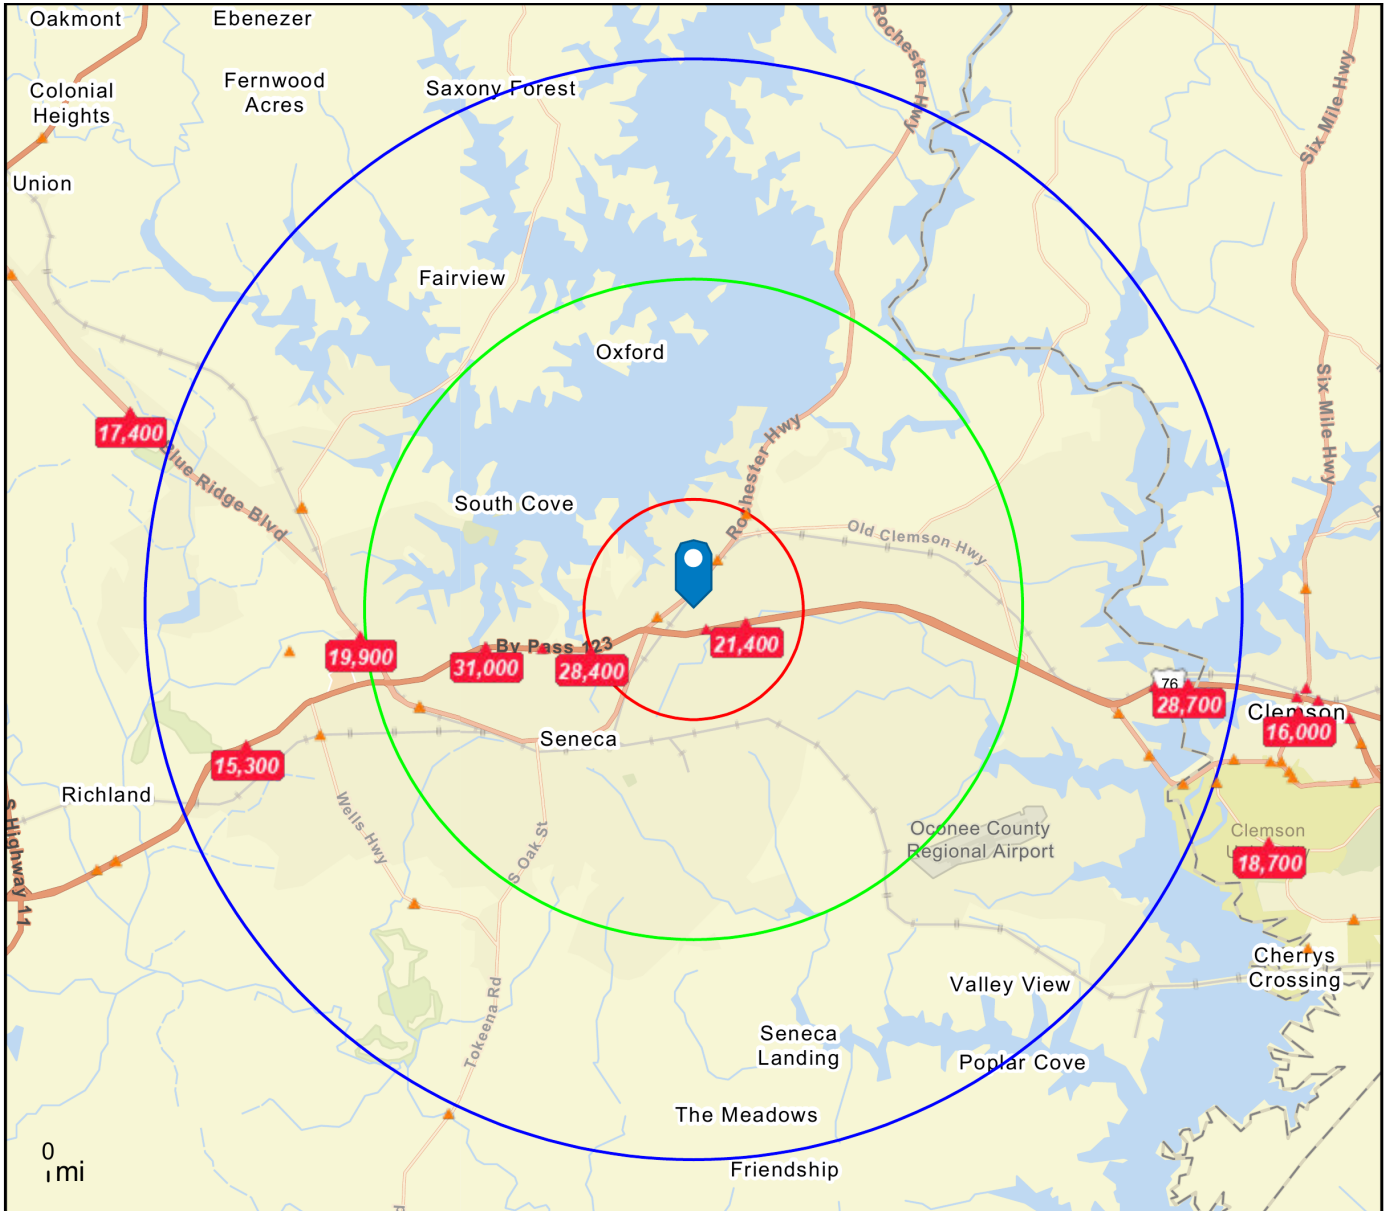 Oakmont
Ebenezer
Rochester Hwy
Six Mile Hwy
Colonial
Heights
Fernwood
Acres
Saxony Forest
Union
Fairview
Oxford
Six Mile Hwy
17,400
Blue Ridge Blvd
Rochester Hwy
South Cove
Old Clemson Hwy
By Pass 123
19,900
31,000
28,400
21,400
76
28,700
Clemson
16,000
Seneca
15,300
Richland
S Highway 11
Wells Hwy
S Oak St
Oconee County
Regional Airport
Clemson
18,700
Cherrys
Crossing
Valley View
Tokeena Rd
Seneca
Landing
Poplar Cove
The Meadows
Friendship
0
mi